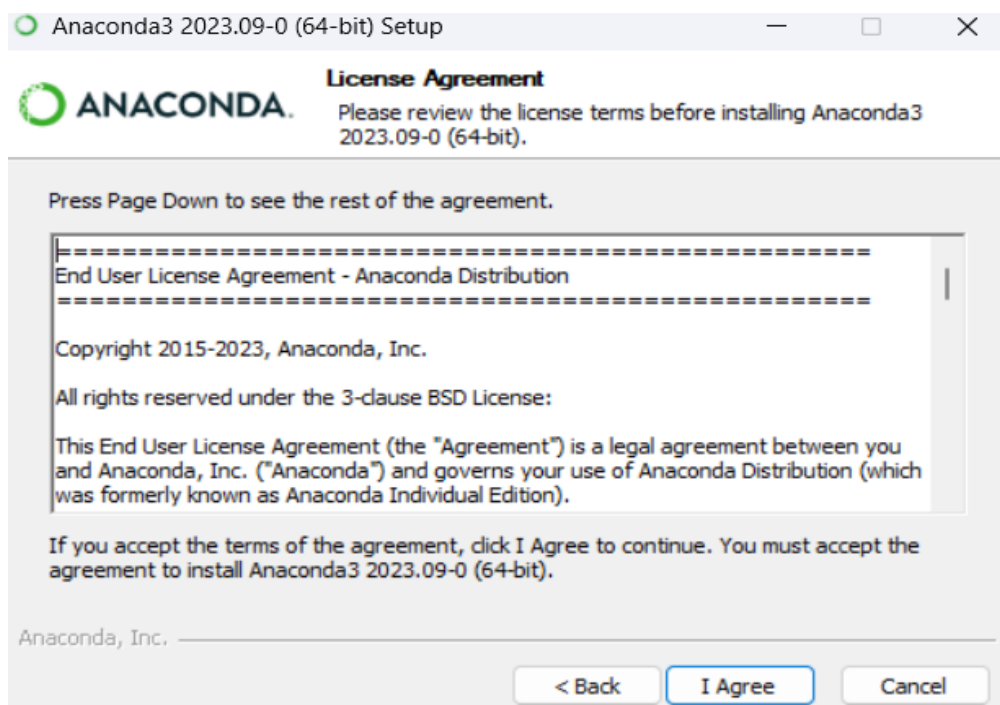 Anaconda3 2023.09-0 (64-bit) Setup
ANACONDA.
License Agreement
Please review the license terms before installing Anaconda3
2023.09-0 (64-bit).
Press Page Down to see the rest of the agreement.
==================================================
End User License Agreement - Anaconda Distribution
==================================================
Copyright 2015-2023, Anaconda, Inc.
All rights reserved under the 3-clause BSD License:
This End User License Agreement (the "Agreement") is a legal agreement between you
and Anaconda, Inc. ("Anaconda") and governs your use of Anaconda Distribution (which
was formerly known as Anaconda Individual Edition).
If you accept the terms of the agreement, click I Agree to continue. You must accept the
agreement to install Anaconda3 2023.09-0 (64-bit).
Anaconda, Inc.
< Back
I Agree
Cancel